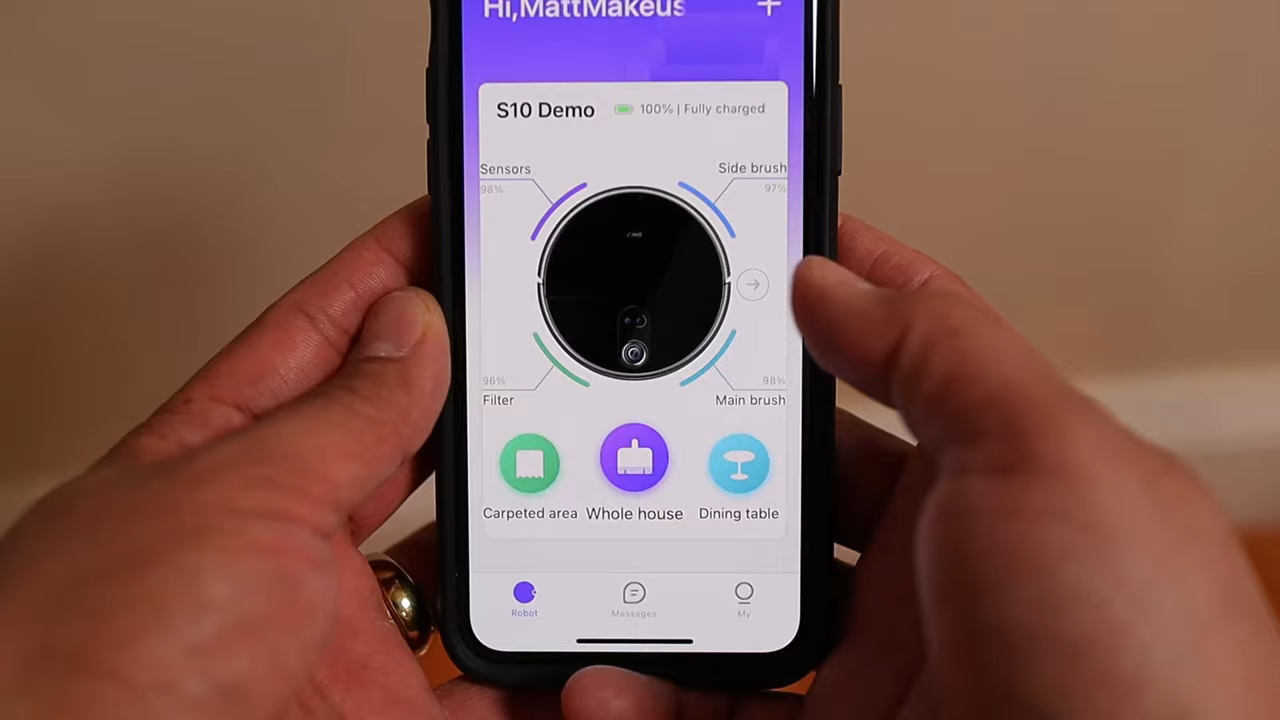 Hi,MattMakeus
S10 Demo
100% | Fully charged
Sensors
98%
Side brush
97%
96%
Filter
98%
Main brush
Carpeted area
Whole house
Dining table
Robot
Messages
My